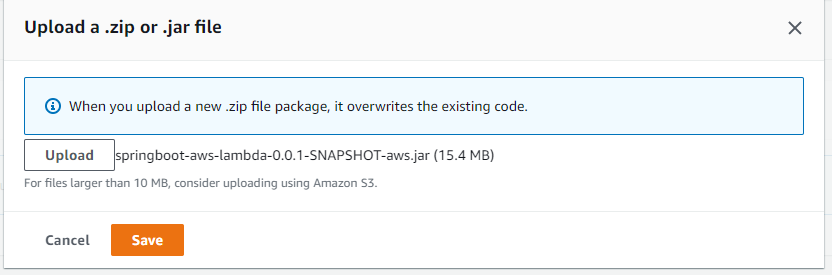 Upload a .zip or .jar file
When you upload a new .zip file package, it overwrites the existing code.
Upload springboot-aws-lambda-0.0.1-SNAPSHOT-aws.jar (15.4 MB)
For files larger than 10 MB, consider uploading using Amazon S3.
Cancel Save